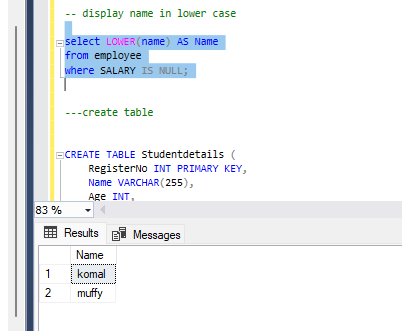 -- display name in lower case
select LOWER(name) AS Name
from employee
where SALARY IS NULL;
---create table
CREATE TABLE Studentdetails (
RegisterNo INT PRIMARY KEY,
Name VARCHAR(255),
Age INT,
83 %
Results Messages
Name
1 komal
2 muffy